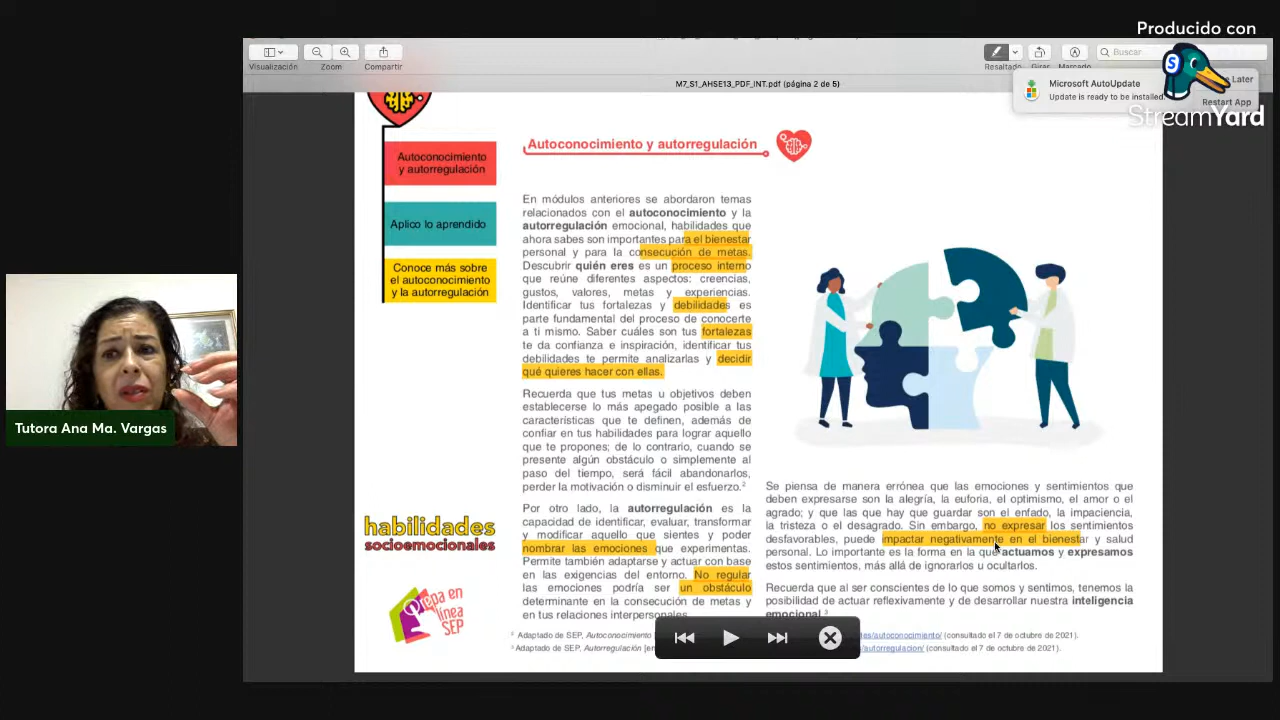 Producido con
StreamYard
Visualización
Zoom
Compartir
Resaltado
Girar
Marcado
Buscar
M7_S1_AHSE13_PDF_INT.pdf (página 2 de 5)
Microsoft AutoUpdate
Update is ready to be installed.
Later
Restart App
Autoconocimiento
y autorregulación
Aplico lo aprendido
Conoce más sobre
el autoconocimiento
y la autorregulación
habilidades
socioemocionales
Prepa en
línea
SEP
Tutora Ana Ma. Vargas
Autoconocimiento y autorregulación
En módulos anteriores se abordaron temas
relacionados con el autoconocimiento y la
autorregulación emocional, habilidades que
ahora sabes son importantes para el bienestar
personal y para la consecución de metas.
Descubrir quién eres es un proceso interno
que reúne diferentes aspectos: creencias,
gustos, valores, metas y experiencias.
Identificar tus fortalezas y debilidades es
parte fundamental del proceso de conocerte
a ti mismo. Saber cuáles son tus fortalezas
te da confianza e inspiración, identificar tus
debilidades te permite analizarlas y decidir
qué quieres hacer con ellas.
Recuerda que tus metas u objetivos deben
establecerse lo más apegado posible a las
características que te definen, además de
confiar en tus habilidades para lograr aquello
que te propones; de lo contrario, cuando se
presente algún obstáculo o simplemente al
paso del tiempo, será fácil abandonarlos,
perder la motivación o disminuir el esfuerzo.²
Por otro lado, la autorregulación es la
capacidad de identificar, evaluar, transformar
y modificar aquello que sientes y poder
nombrar las emociones que experimentas.
Permite también adaptarse y actuar con base
en las exigencias del entorno. No regular
las emociones podría ser un obstáculo
determinante en la consecución de metas y
en tus relaciones interpersonales.
Se piensa de manera errónea que las emociones y sentimientos que
deben expresarse son la alegría, la euforia, el optimismo, el amor o el
agrado; y que las que hay que guardar son el enfado, la impaciencia,
la tristeza o el desagrado. Sin embargo, no expresar los sentimientos
desfavorables, puede impactar negativamente en el bienestar y salud
personal. Lo importante es la forma en la que actuamos y expresamos
estos sentimientos, más allá de ignorarlos u ocultarlos.
Recuerda que al ser conscientes de lo que somos y sentimos, tenemos la
posibilidad de actuar reflexivamente y de desarrollar nuestra inteligencia
emocional.³
Adaptado de SEP, Autoconocimiento es/autoconocimiento/ (consultado el 7 de octubre de 2021).
³ Adaptado de SEP, Autorregulación [en /autorregulacion/ (consultado el 7 de octubre de 2021).